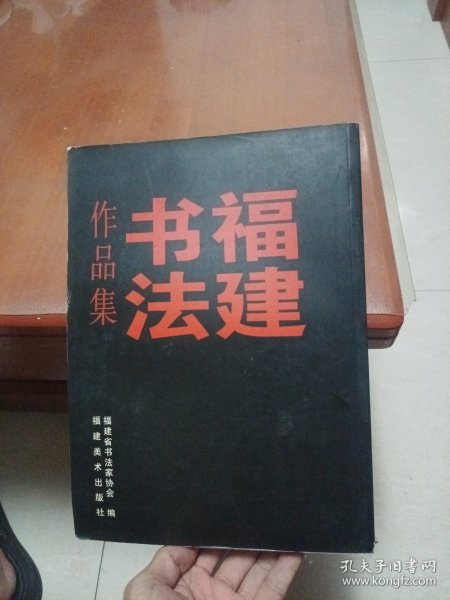 福建
书法
作品集
福建省书法家协会 编
福建美术出版社
孔夫子旧书网
www.kongfz.com